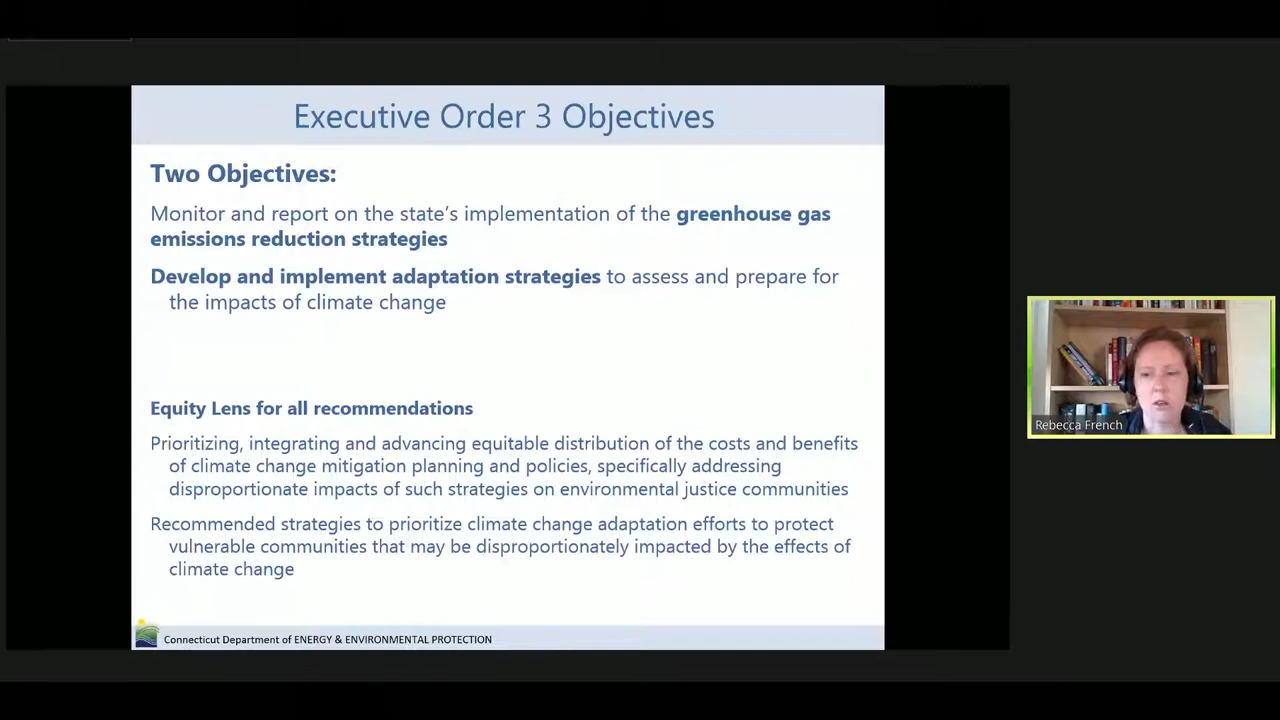 Executive Order 3 Objectives
Two Objectives:
Monitor and report on the state's implementation of the greenhouse gas
emissions reduction strategies
Develop and implement adaptation strategies to assess and prepare for
the impacts of climate change
Equity Lens for all recommendations
Prioritizing, integrating and advancing equitable distribution of the costs and benefits
of climate change mitigation planning and policies, specifically addressing
disproportionate impacts of such strategies on environmental justice communities
Recommended strategies to prioritize climate change adaptation efforts to protect
vulnerable communities that may be disproportionately impacted by the effects of
climate change
Connecticut Department of ENERGY & ENVIRONMENTAL PROTECTION
Rebecca French